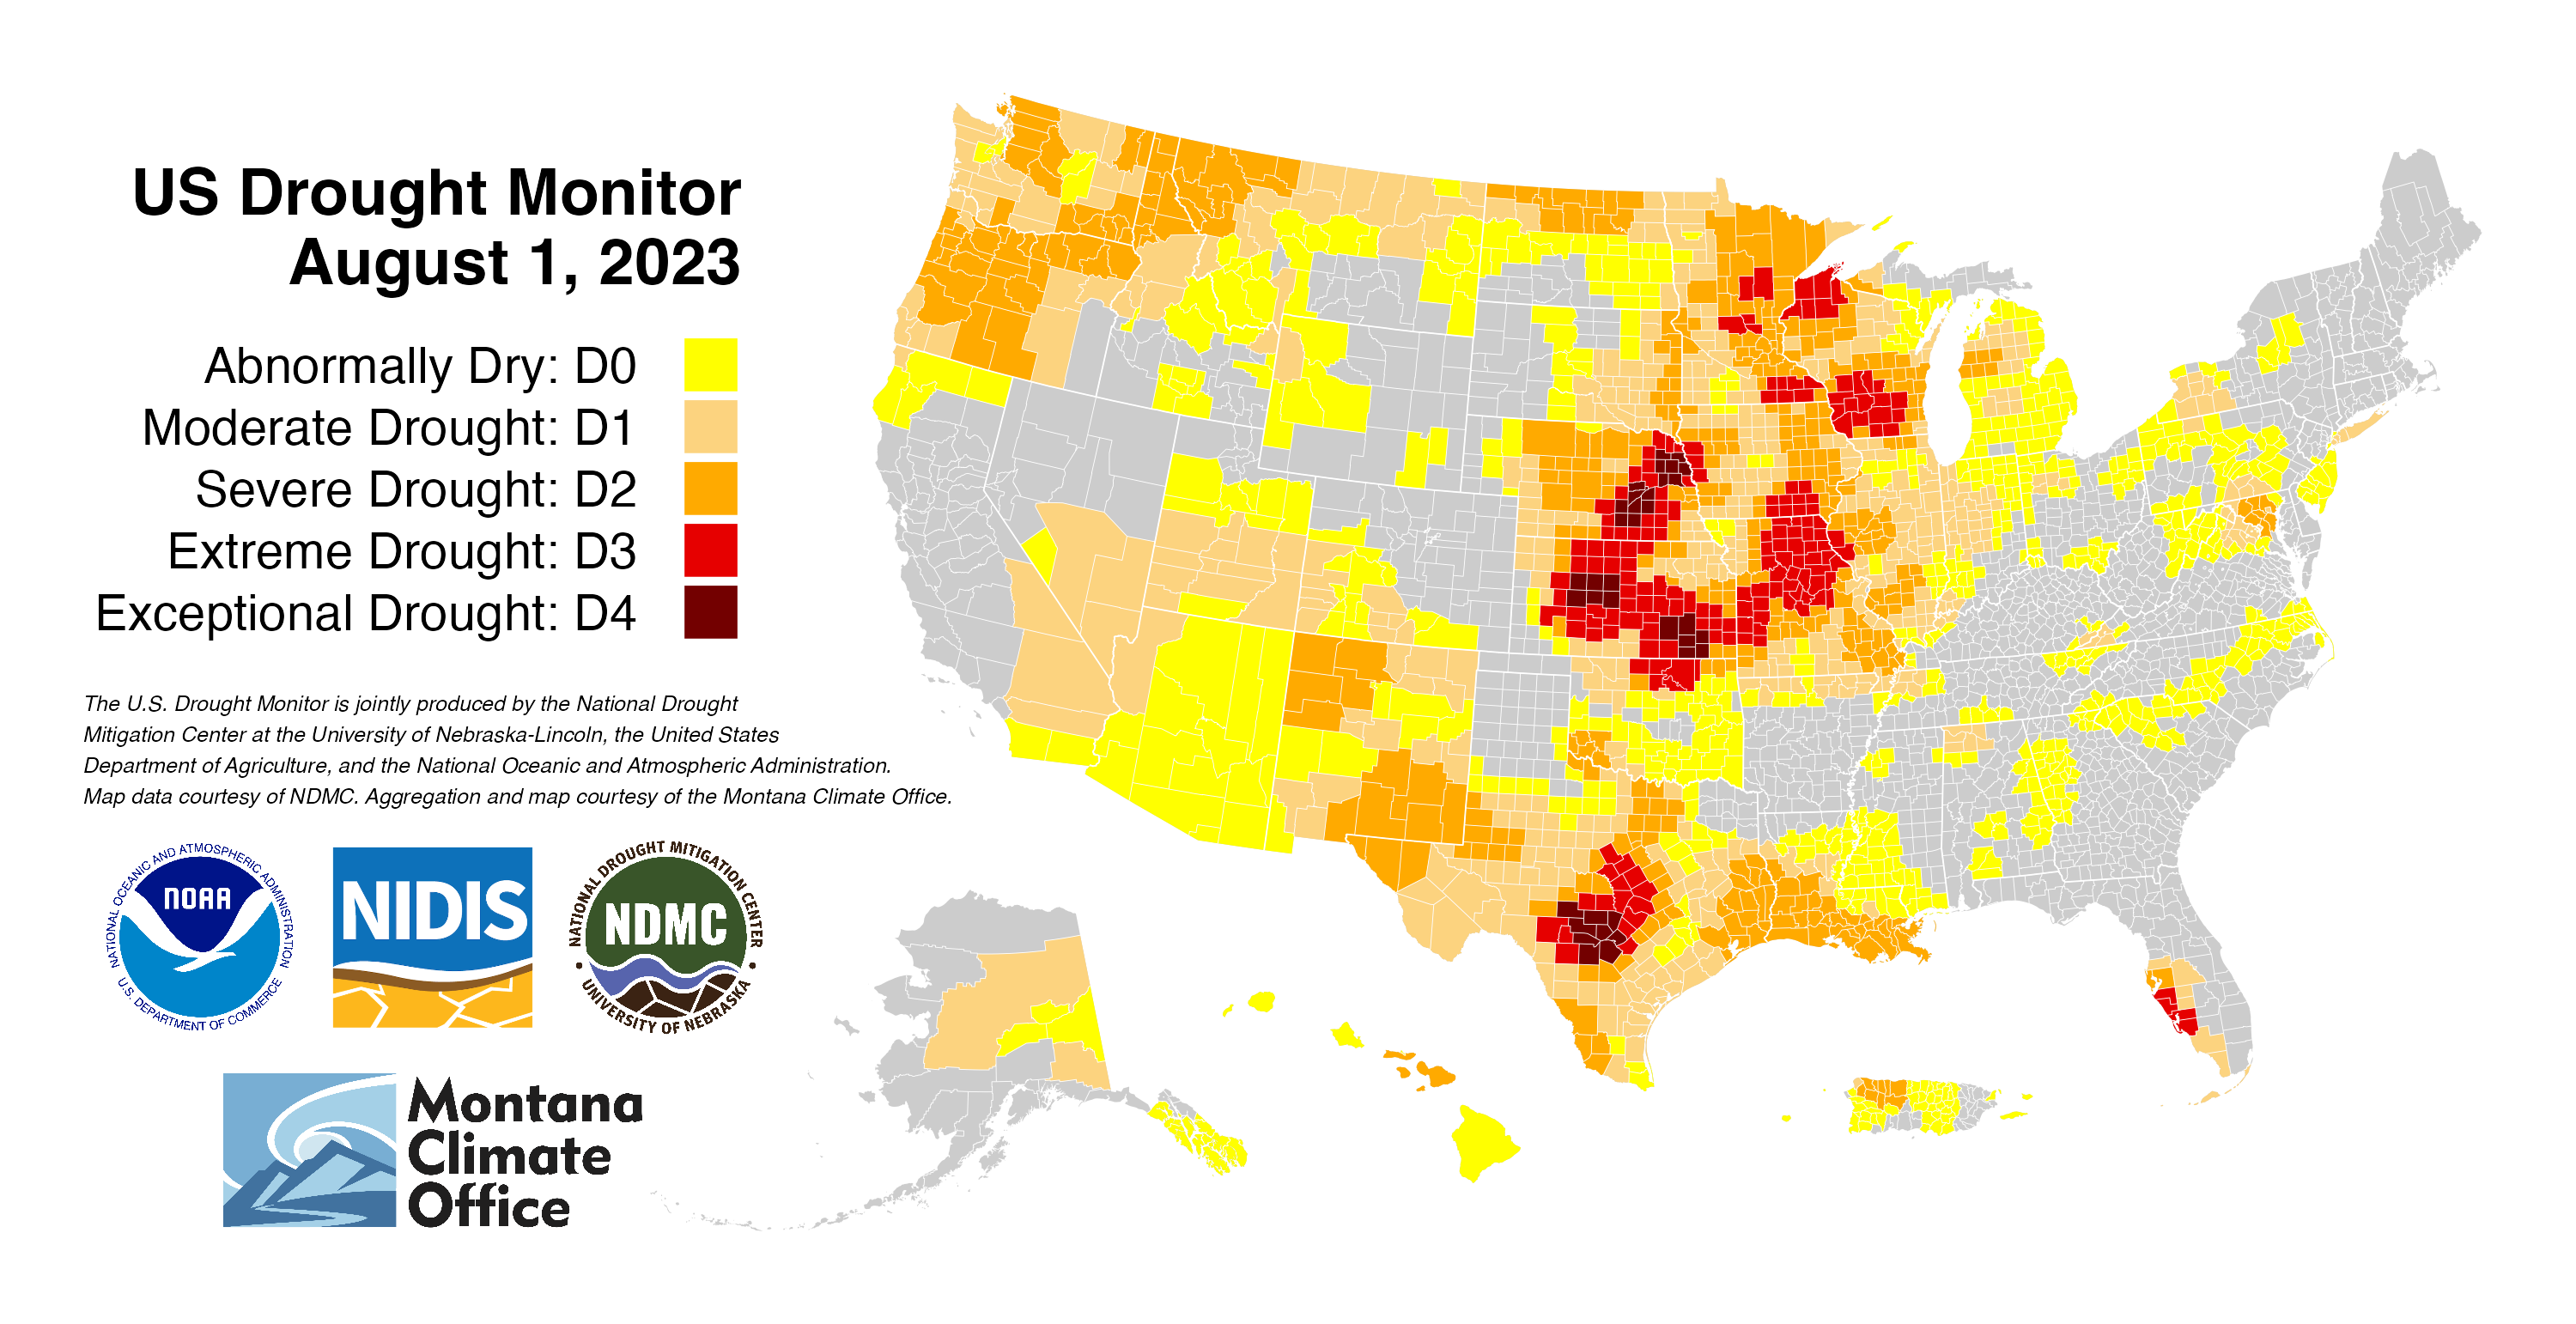 US Drought Monitor
August 1, 2023
Abnormally Dry: D0
Moderate Drought: D1
Severe Drought: D2
Extreme Drought: D3
Exceptional Drought: D4
The U.S. Drought Monitor is jointly produced by the National Drought
Mitigation Center at the University of Nebraska-Lincoln, the United States
Department of Agriculture, and the National Oceanic and Atmospheric Administration.
Map data courtesy of NDMC. Aggregation and map courtesy of the Montana Climate Office.
NATIONAL OCEANIC AND ATMOSPHERIC ADMINISTRATION
NOAA
U.S. DEPARTMENT OF COMMERCE
NIDIS
NATIONAL DROUGHT MITIGATION CENTER
NDMC
UNIVERSITY OF NEBRASKA
Montana
Climate
Office